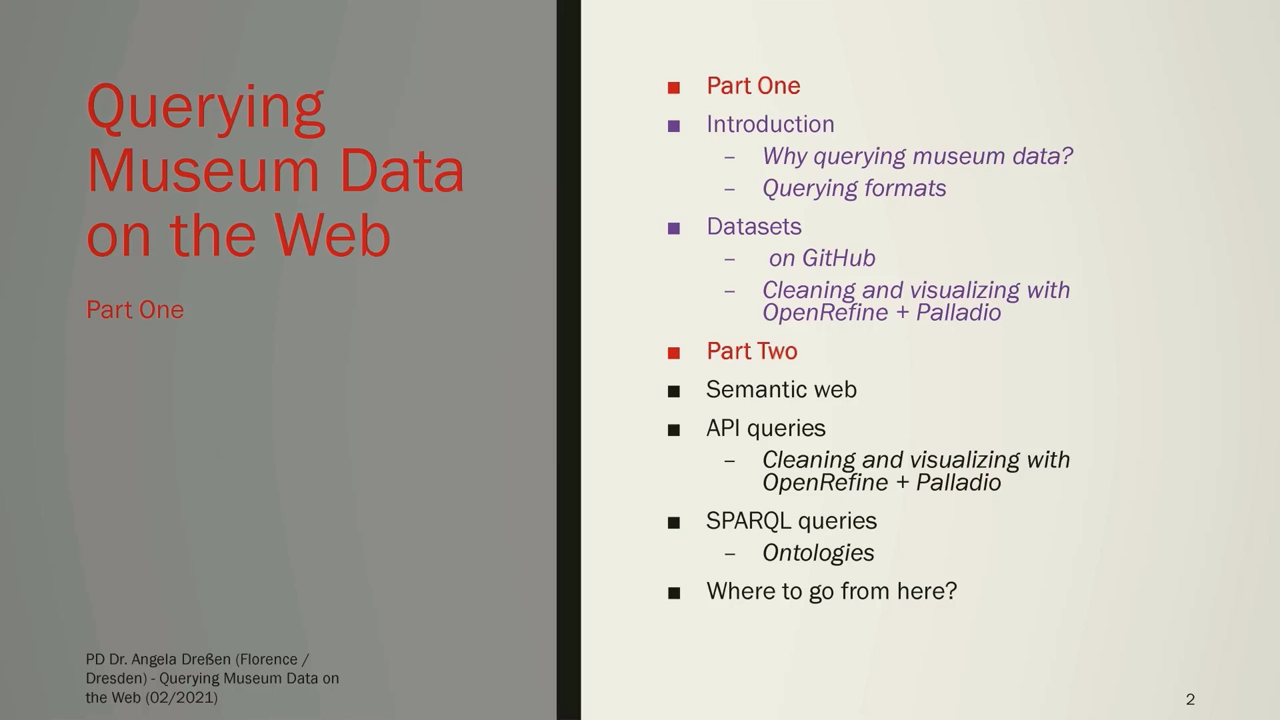 Querying
Museum Data
on the Web
Part One
PD Dr. Angela Dreßen (Florence /
Dresden) - Querying Museum Data on
the Web (02/2021)
■ Part One
■ Introduction
– Why querying museum data?
– Querying formats
■ Datasets
– on GitHub
– Cleaning and visualizing with
OpenRefine + Palladio
■ Part Two
■ Semantic web
■ API queries
– Cleaning and visualizing with
OpenRefine + Palladio
■ SPARQL queries
– Ontologies
■ Where to go from here?
2